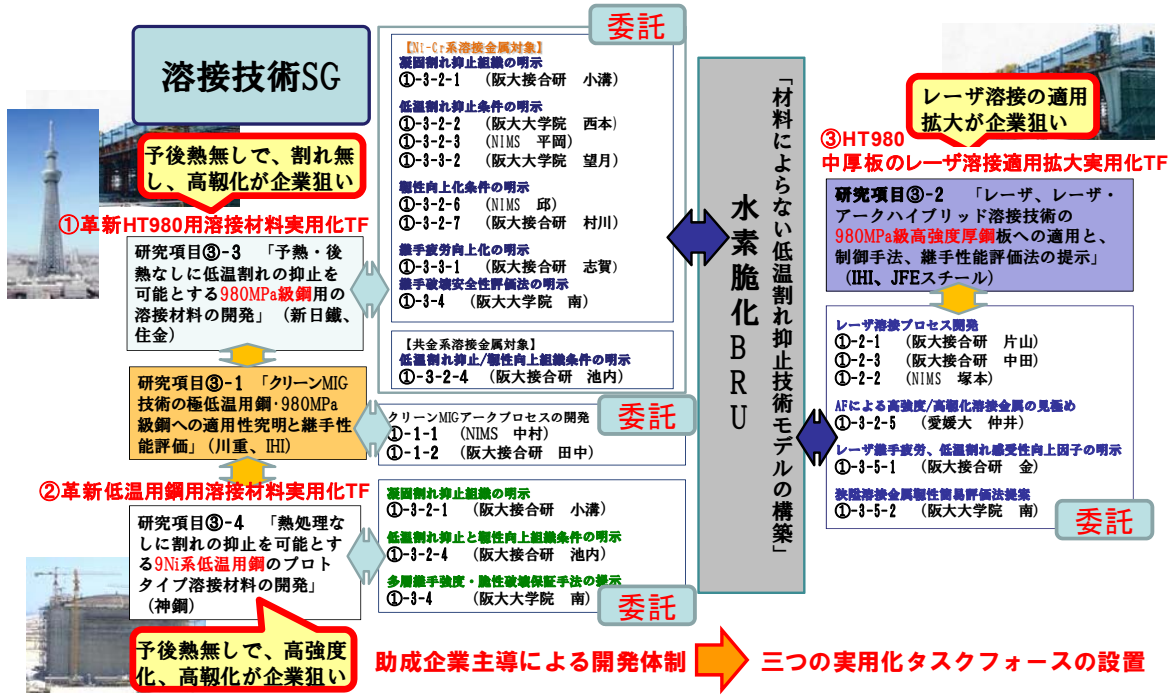 溶接技術SG
予後熱無しで、割れ無
し、高靱化が企業狙い
①革新HT980用溶接材料実用化TF
研究項目③-3 「予熱・後
熱なしに低温割れの抑止を
可能とする980MPa級鋼用の
溶接材料の開発」（新日鐵、
住金）
研究項目③-1 「クリーンMIG
技術の極低温用鋼・980MPa
級鋼への適用性究明と継手性
能評価」（川重、IHI）
②革新低温用鋼用溶接材料実用化TF
研究項目③-4 「熱処理な
しに割れの抑止を可能とす
る9Ni系低温用鋼のプロト
タイプ溶接材料の開発」
（神鋼）
予後熱無しで、高強度
化、高靱化が企業狙い
委託
【Ni-Cr系溶接金属対象】
凝固割れ抑止組織の明示
①-3-2-1 （阪大接合研 小溝）
低温割れ抑止条件の明示
①-3-2-2 （阪大大学院 西本）
①-3-2-3 （NIMS 平岡）
①-3-3-2 （阪大大学院 望月）
靱性向上化条件の明示
①-3-2-6 （NIMS 邱）
①-3-2-7 （阪大接合研 村川）
継手疲労向上化の明示
①-3-3-1 （阪大接合研 志賀）
継手破壊安全性評価法の明示
①-3-4 （阪大大学院 南）
【共金系溶接金属対象】
低温割れ抑止/靱性向上組織条件の明示
①-3-2-4 （阪大接合研 池内）
委託
クリーンMIGアークプロセスの開発
①-1-1 （NIMS 中村）
①-1-2 （阪大接合研 田中）
凝固割れ抑止組織の明示
①-3-2-1 （阪大接合研 小溝）
低温割れ抑止と靱性向上組織条件の明示
①-3-2-4 （阪大接合研 池内）
多層継手強度・脆性破壊保証手法の提示
①-3-4 （阪大大学院 南）
委託
「材料によらない低温割れ抑止技術モデルの構築」
水素脆化BRU
レーザ溶接の適用
拡大が企業狙い
③HT980
中厚板のレーザ溶接適用拡大実用化TF
研究項目③-2 「レーザ、レーザ・
アークハイブリッド溶接技術の
980MPa級高強度厚鋼板への適用と、
制御手法、継手性能評価法の提示」
（IHI、JFEスチール）
レーザ溶接プロセス開発
①-2-1 （阪大接合研 片山）
①-2-3 （阪大接合研 中田）
①-2-2 （NIMS 塚本）
AFによる高強度/高靱化溶接金属の見極め
①-3-2-5 （愛媛大 仲井）
レーザ継手疲労、低温割れ感受性向上因子の明示
①-3-5-1 （阪大接合研 金）
狭隘溶接金属靱性簡易評価法提案
①-3-5-2 （阪大大学院 南）
委託
助成企業主導による開発体制
三つの実用化タスクフォースの設置